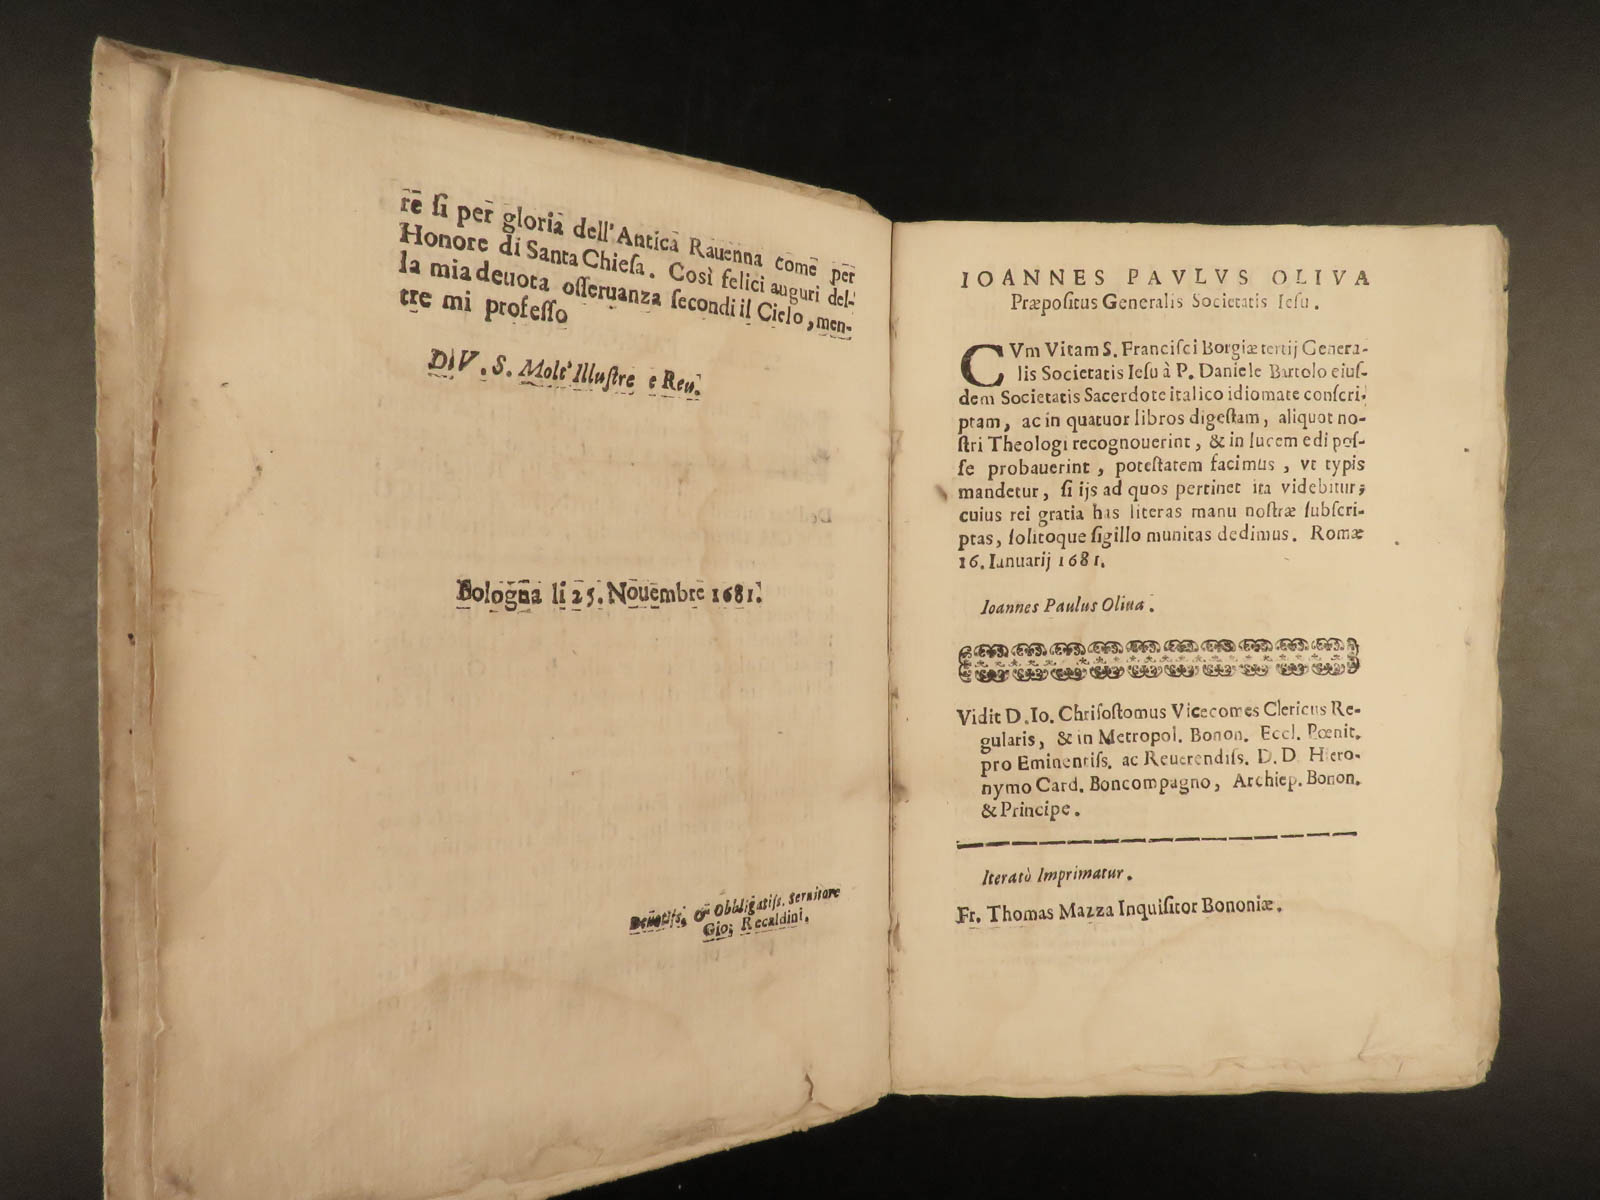 re ſi per gloria dell'Antica Rauenna come per
Honore di Santa Chieſa. Così felici auguri del-
la mia deuota oſſeruanza ſecondi il Cielo, men-
tre mi profeſſo
Di V. S. Molt' Illuſtre e Reu.
Bologna li 25. Nouembre 1681.
Deuotiſs. & Obbligatiſs. Seruitore
Gio; Recaldini.
IOANNES PAVLVS OLIVA
Præpoſitus Generalis Societatis Ieſu.
CVm Vitam S. Franciſci Borgiæ tertij Genera-
lis Societatis Ieſu à P. Daniele Bartolo eiuſ-
dem Societatis Sacerdote italico idiomate conſcri-
ptam, ac in quatuor libros digeſtam, aliquot no-
ſtri Theologi recognouerint, & in lucem edi poſ-
ſe probauerint, poteſtatem facimus, vt typis
mandetur, ſi ijs ad quos pertinet ita videbitur;
cuius rei gratia has literas manu noſtræ ſubſcri-
ptas, ſolitoque ſigillo munitas dedimus. Romæ
16. Ianuarij 1681.
Ioannes Paulus Oliua.
Vidit D. Io. Chriſoſtomus Vicecomes Clericus Re-
gularis, & in Metropol. Bonon. Eccl. Pœnit.
pro Eminentiſs. ac Reuerendiſs. D. D. Hiero-
nymo Card. Boncompagno, Archiep. Bonon.
& Principe.
Iteratò Imprimatur.
Fr. Thomas Mazza Inquiſitor Bononiæ.